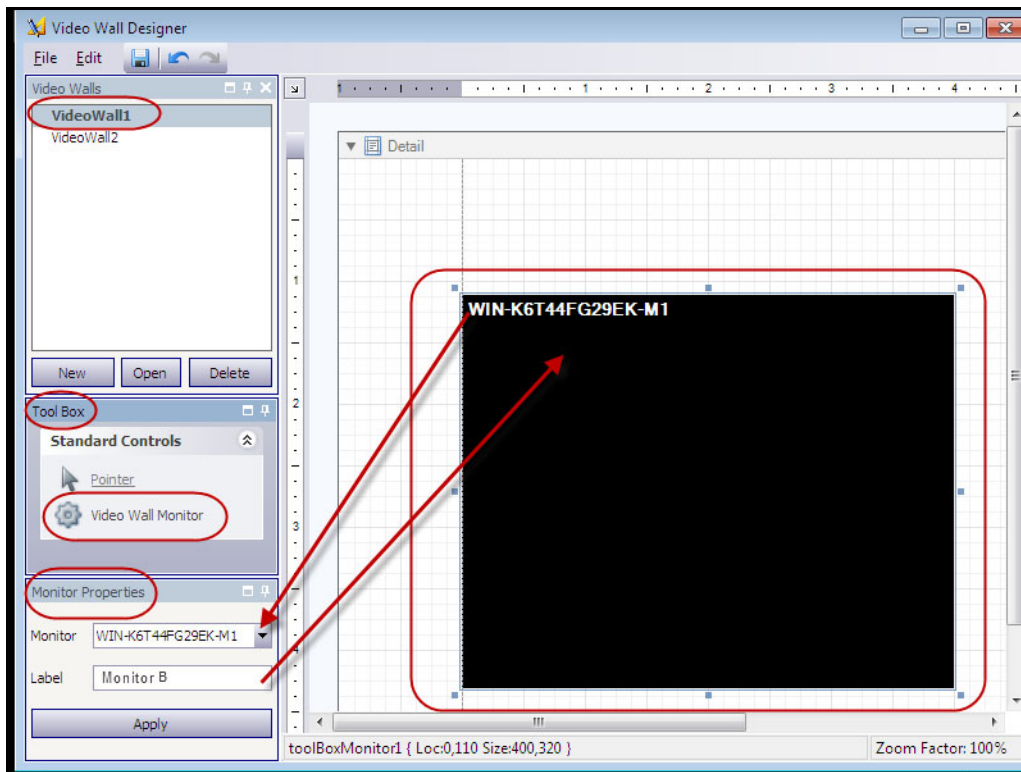 Video Wall Designer
File Edit
Video Walls
VideoWall1
VideoWall2
New Open Delete
Tool Box
Standard Controls
Pointer
Video Wall Monitor
Monitor Properties
Monitor WIN-K6T44FG29EK-M1
Label Monitor B
Apply
1 1 2 3 4
Detail
1
2
3
4
WIN-K6T44FG29EK-M1
toolBoxMonitor1 { Loc:0,110 Size:400,320 } Zoom Factor: 100%